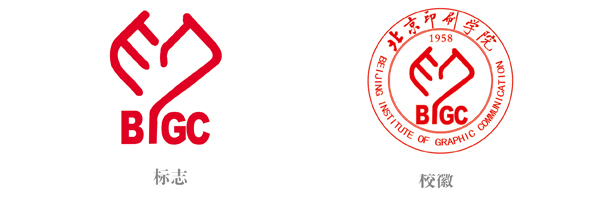 BIGC
标志
北京印刷学院
1958
BIGC
BEIJING INSTITUTE OF GRAPHIC COMMUNICATION
校徽